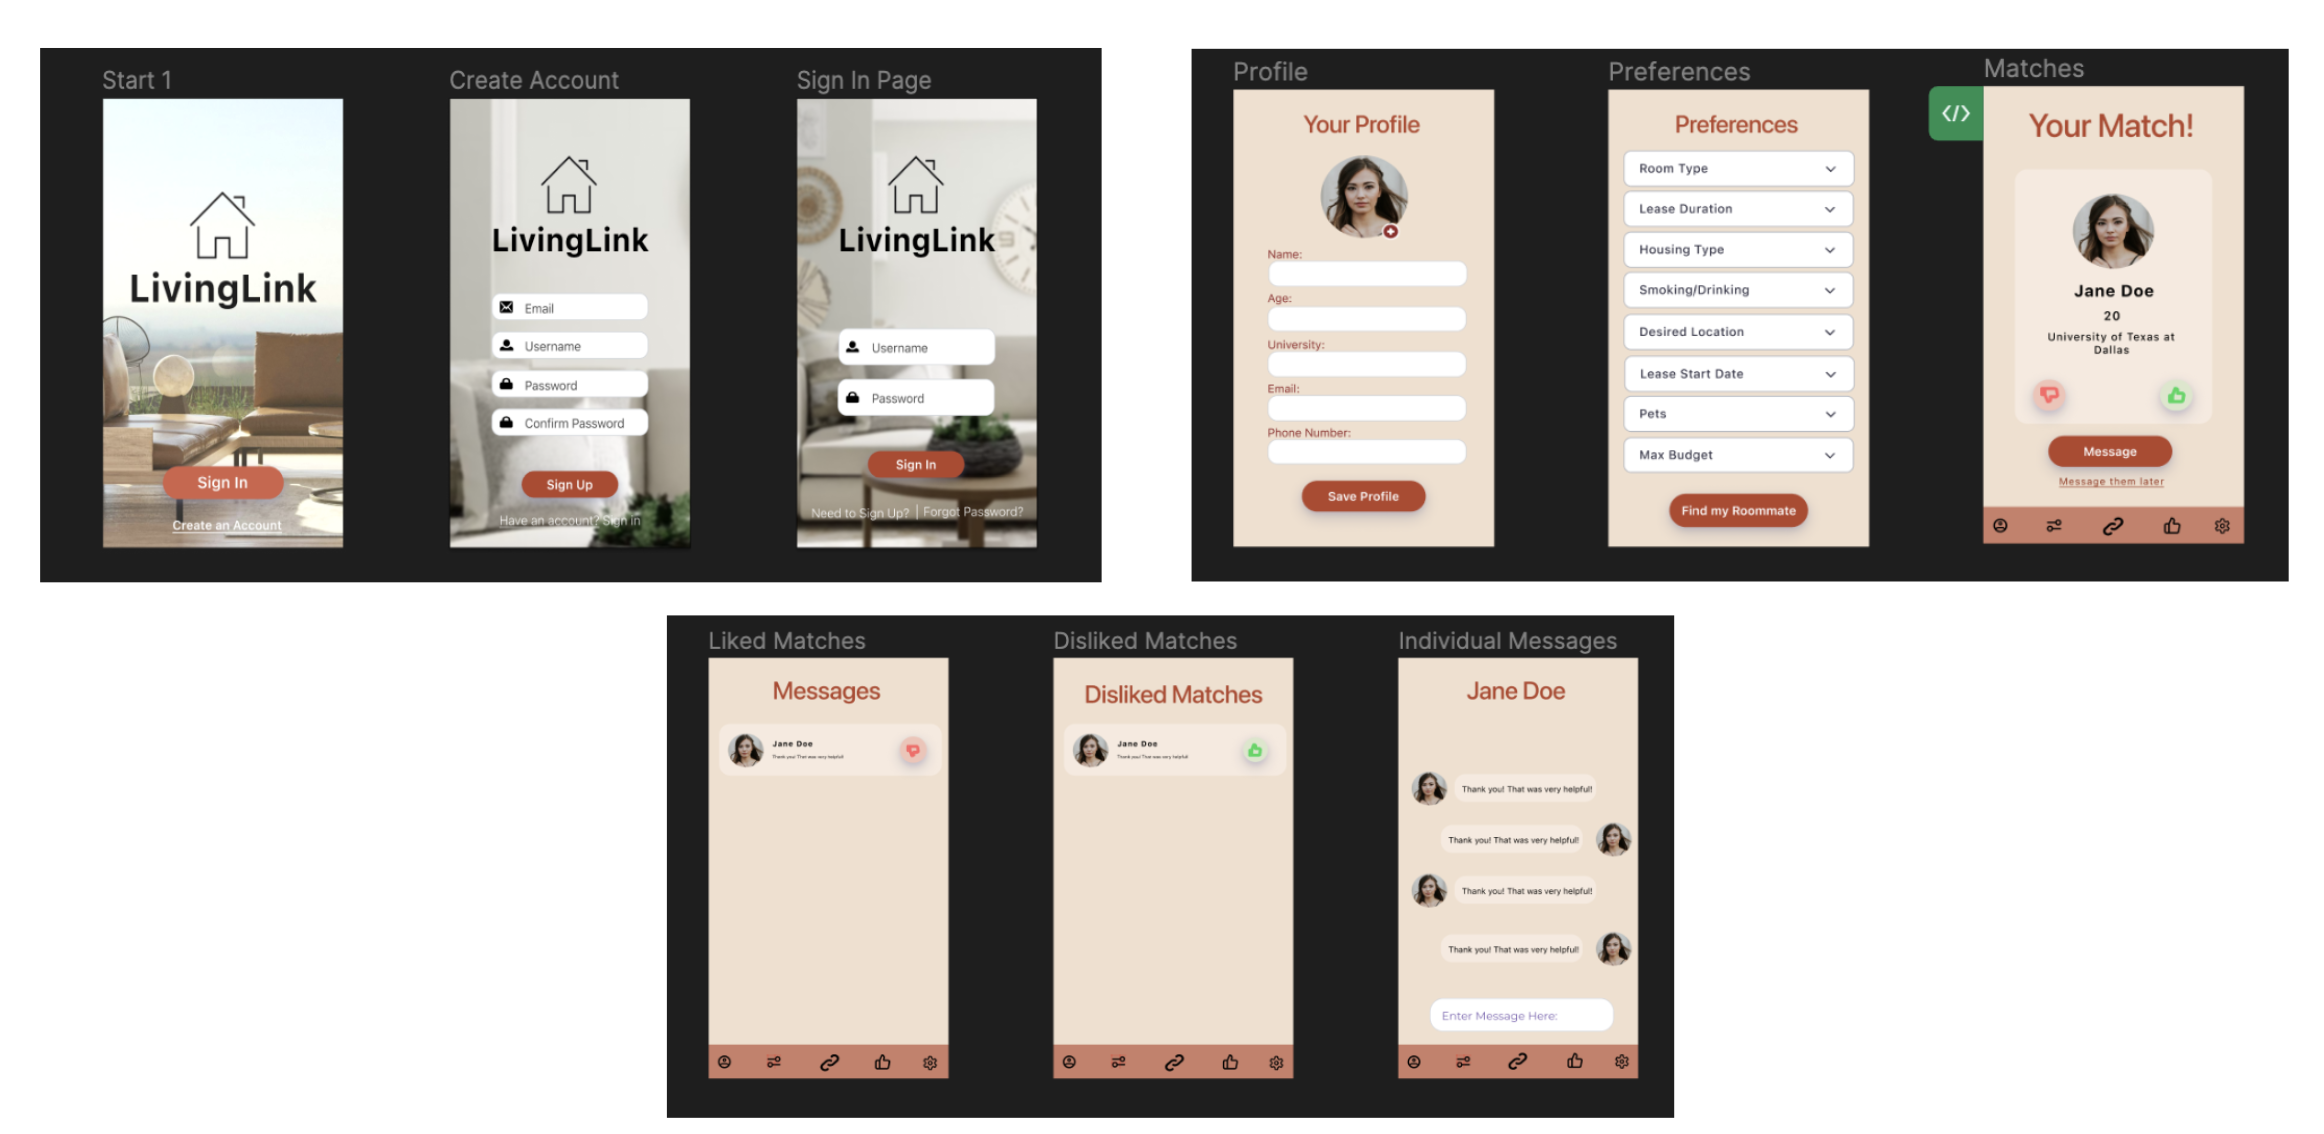 Start 1
LivingLink
Sign In
Create an Account
Create Account
LivingLink
Email
Username
Password
Confirm Password
Sign Up
Have an account? Sign in
Sign In Page
LivingLink
Username
Password
Sign In
Need to Sign Up? | Forgot Password?
Profile
Your Profile
Name:
Age:
University:
Email:
Phone Number:
Save Profile
Preferences
Preferences
Room Type
Lease Duration
Housing Type
Smoking/Drinking
Desired Location
Lease Start Date
Pets
Max Budget
Find my Roommate
Matches
</>
Your Match!
Jane Doe
20
University of Texas at
Dallas
Message
Message them later
Liked Matches
Messages
Jane Doe
Thank you! That was very helpful!
Disliked Matches
Disliked Matches
Jane Doe
Thank you! That was very helpful!
Individual Messages
Jane Doe
Thank you! That was very helpful!
Thank you! That was very helpful!
Thank you! That was very helpful!
Thank you! That was very helpful!
Enter Message Here: